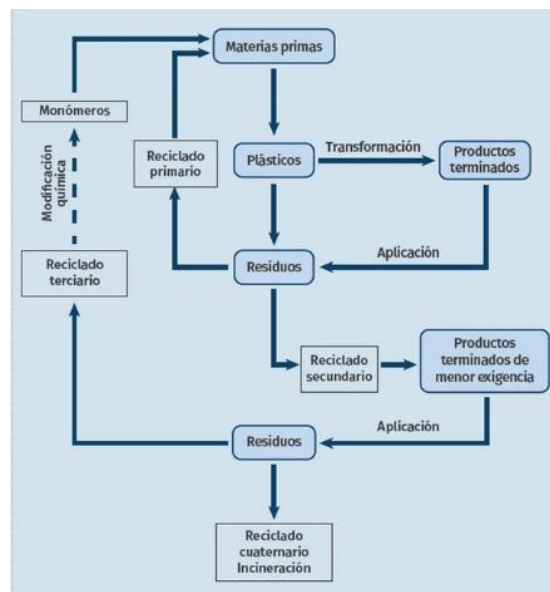 Materias primas
Monómeros
Modificación
química
Reciclado
primario
Plásticos
Transformación
Productos
terminados
Reciclado
terciario
Residuos
Aplicación
Reciclado
secundario
Productos
terminados de
menor exigencia
Residuos
Aplicación
Reciclado
cuaternario
Incineración